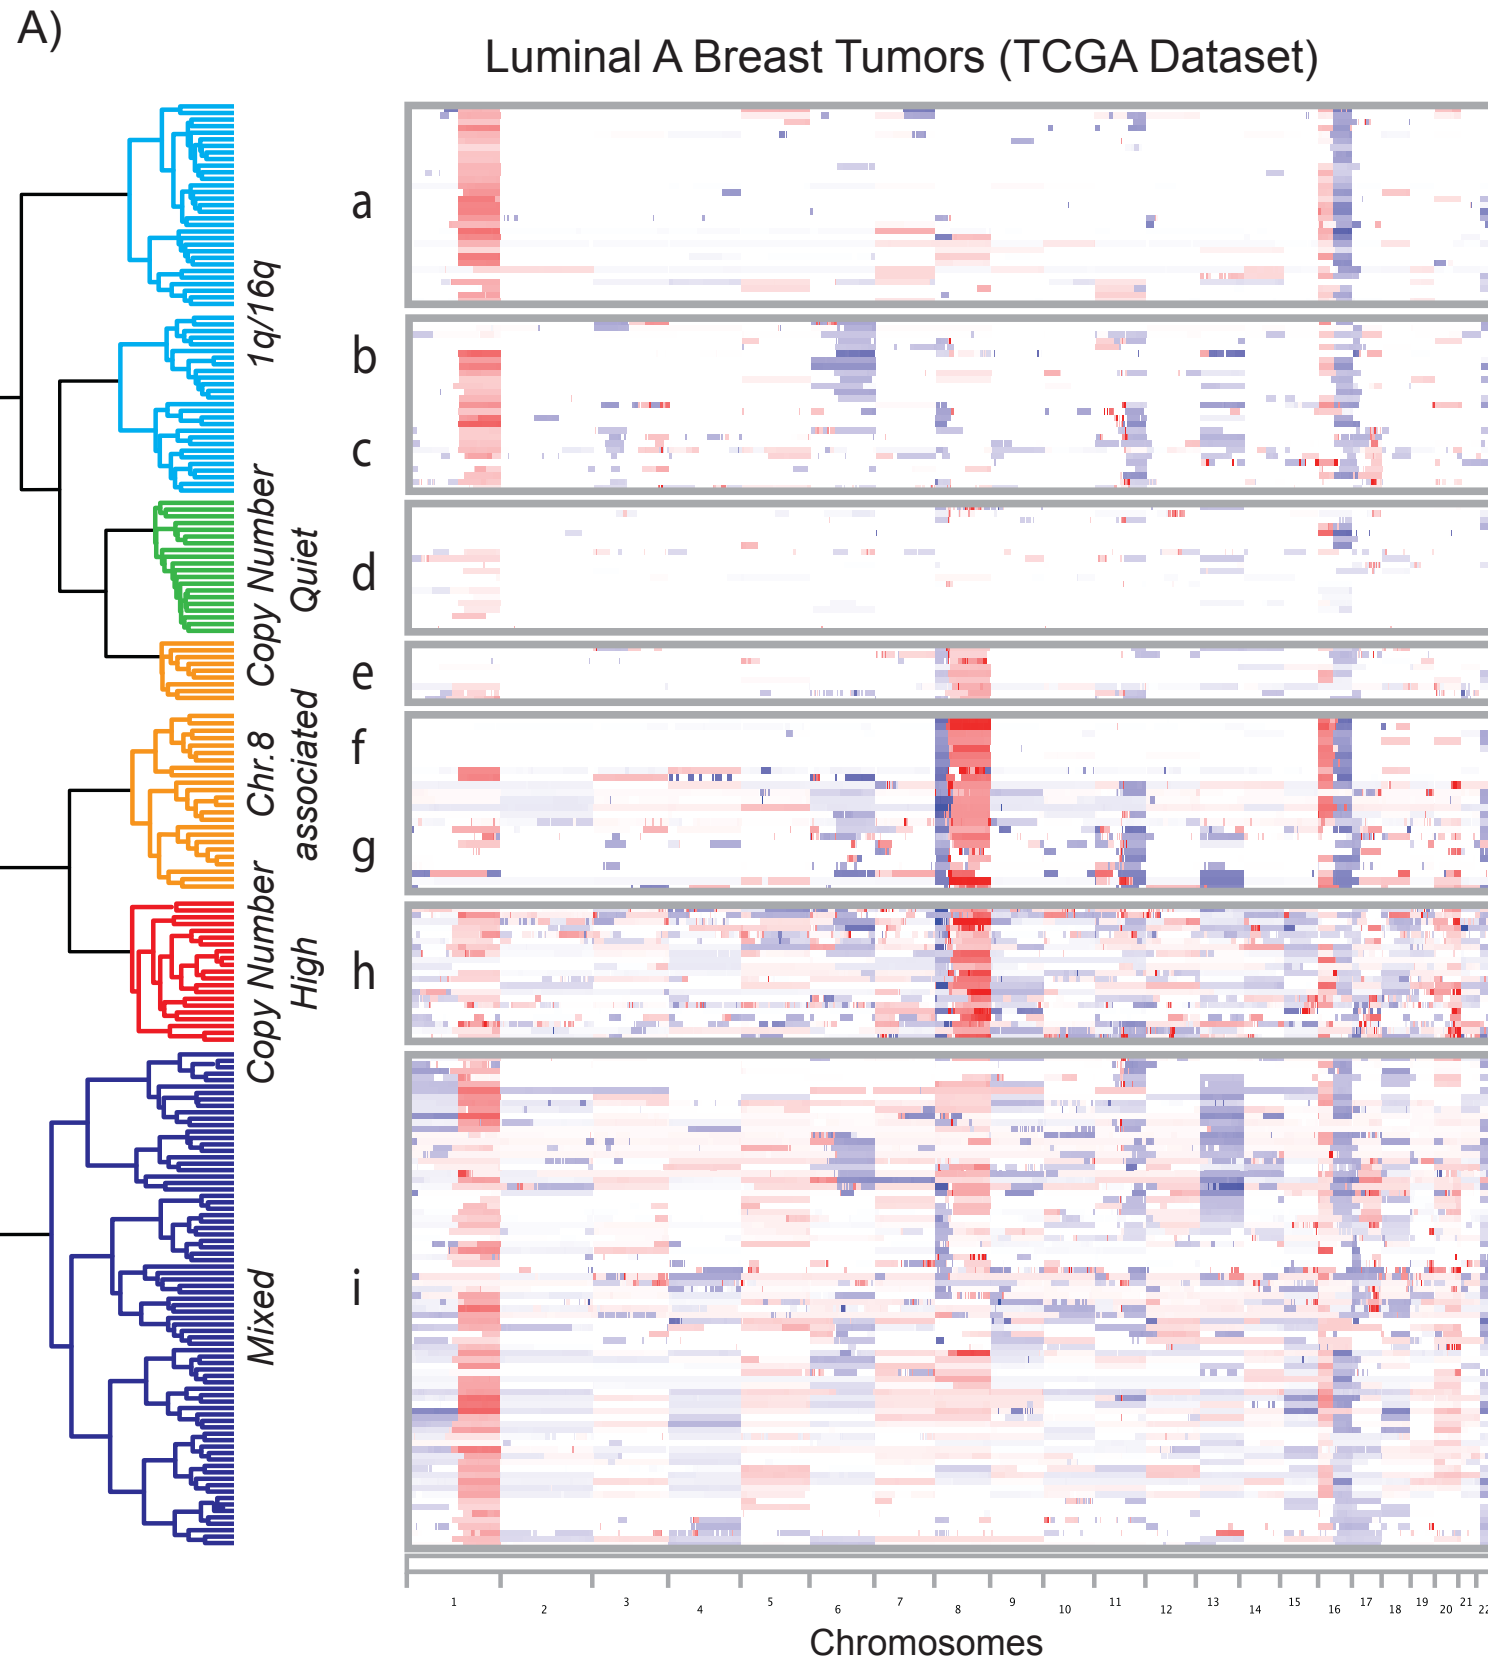 A)
Luminal A Breast Tumors (TCGA Dataset)
1q/16q
Copy Number
Quiet
Chr.8
associated
Copy Number
High
Mixed
a
b
c
d
e
f
g
h
i
1 2 3 4 5 6 7 8 9 10 11 12 13 14 15 16 17 18 19 20 21 22
Chromosomes